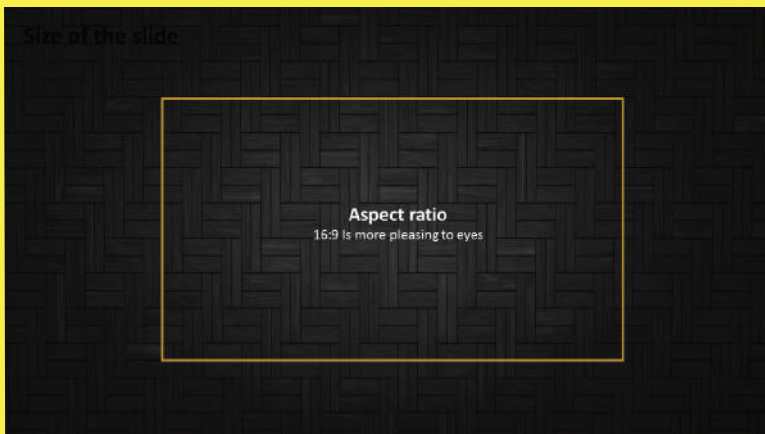 Size of the slide
Aspect ratio
16:9 Is more pleasing to eyes